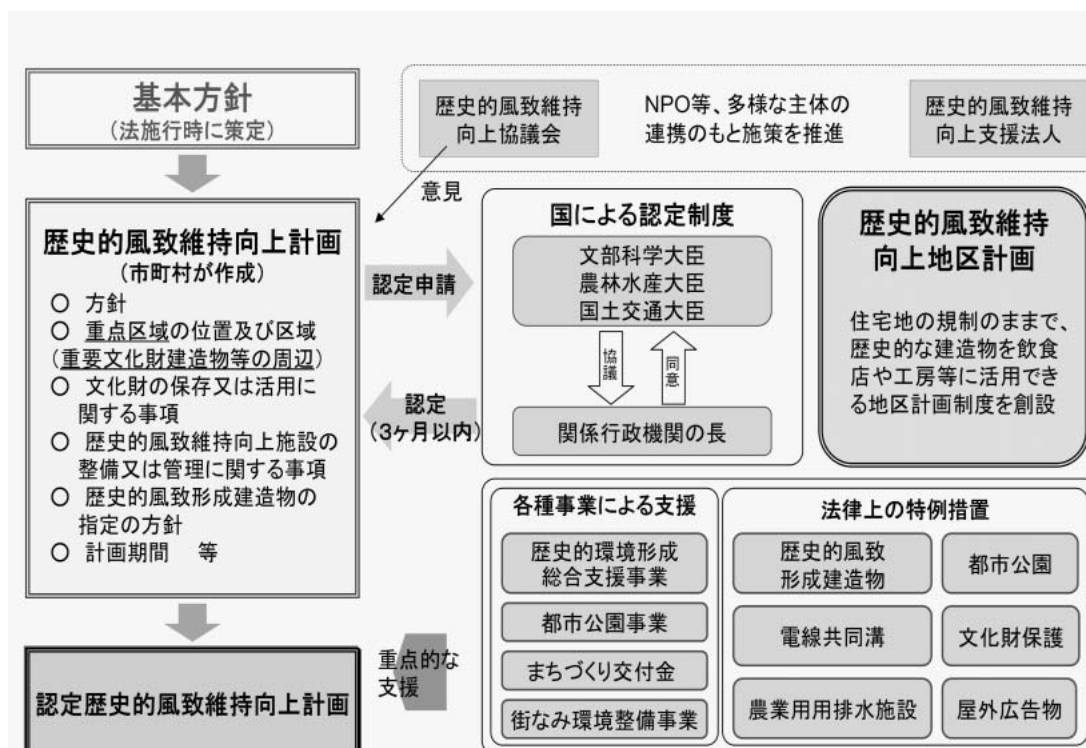 基本方針
(法施行時に策定)
歴史的風致維持
向上協議会
NPO等、多様な主体の
連携のもと施策を推進
歴史的風致維持
向上支援法人
意見
歴史的風致維持向上計画
(市町村が作成)
○ 方針
○ 重点区域の位置及び区域
(重要文化財建造物等の周辺)
○ 文化財の保存又は活用に
関する事項
○ 歴史的風致維持向上施設の
整備又は管理に関する事項
○ 歴史的風致形成建造物の
指定の方針
○ 計画期間 等
認定申請
認定
(3ヶ月以内)
国による認定制度
文部科学大臣
農林水産大臣
国土交通大臣
協議
同意
関係行政機関の長
歴史的風致維持
向上地区計画
住宅地の規制のままで、
歴史的な建造物を飲食
店や工房等に活用でき
る地区計画制度を創設
認定歴史的風致維持向上計画
重点的な
支援
各種事業による支援
歴史的環境形成
総合支援事業
都市公園事業
まちづくり交付金
街なみ環境整備事業
法律上の特例措置
歴史的風致
形成建造物
都市公園
電線共同溝
文化財保護
農業用用排水施設
屋外広告物